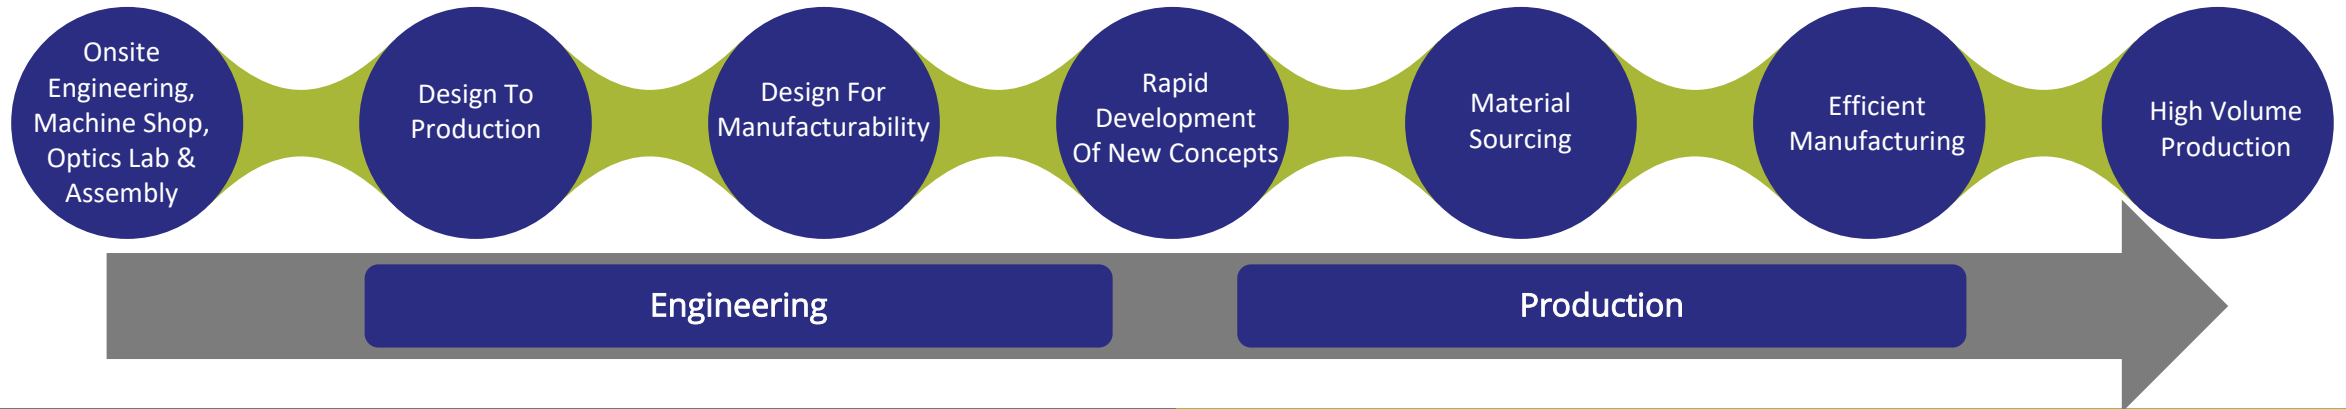 Onsite
Engineering,
Machine Shop,
Optics Lab &
Assembly
Design To
Production
Design For
Manufacturability
Rapid
Development
Of New Concepts
Material
Sourcing
Efficient
Manufacturing
High Volume
Production
Engineering
Production